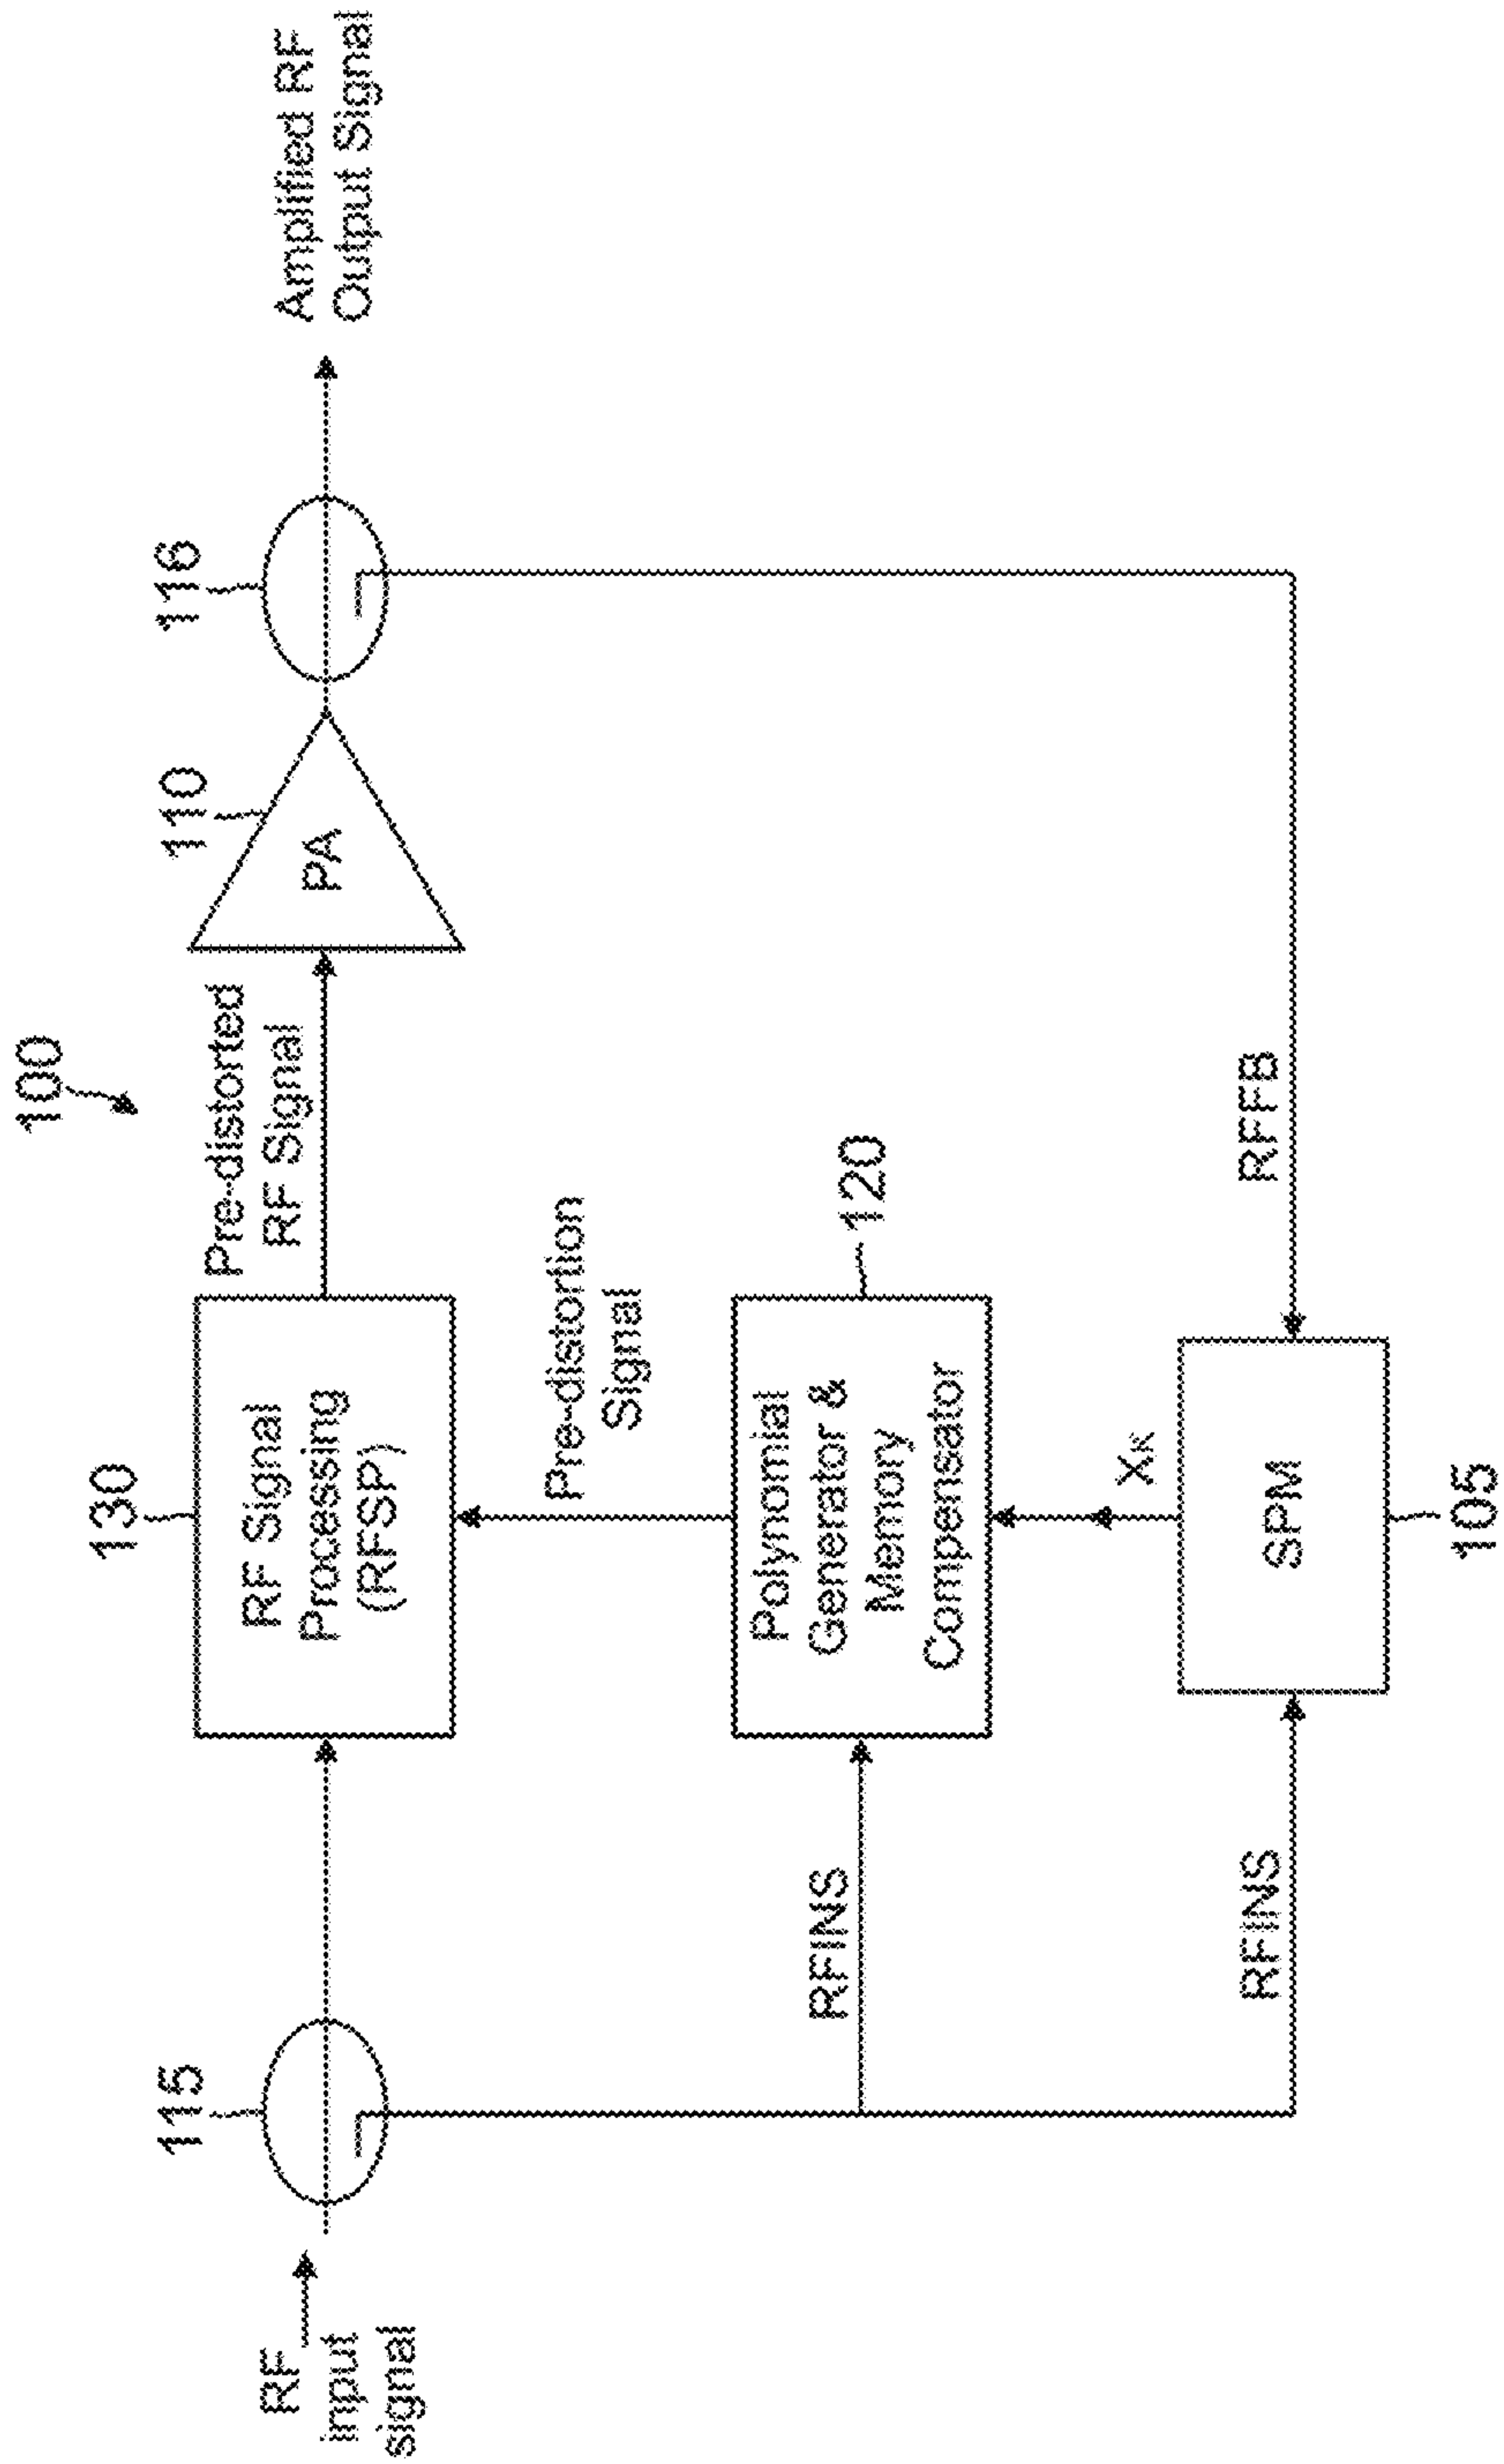 100
115
130
110
116
RF
input
signal
RF Signal
Processing
(RFSP)
Pre-distorted
RF Signal
PA
Amplified RF
Output Signal
Pre-distortion
Signal
RFINS
Polynomial
Generator &
Memory
Compensator
120
XK
RFINS
SPM
RFFB
105